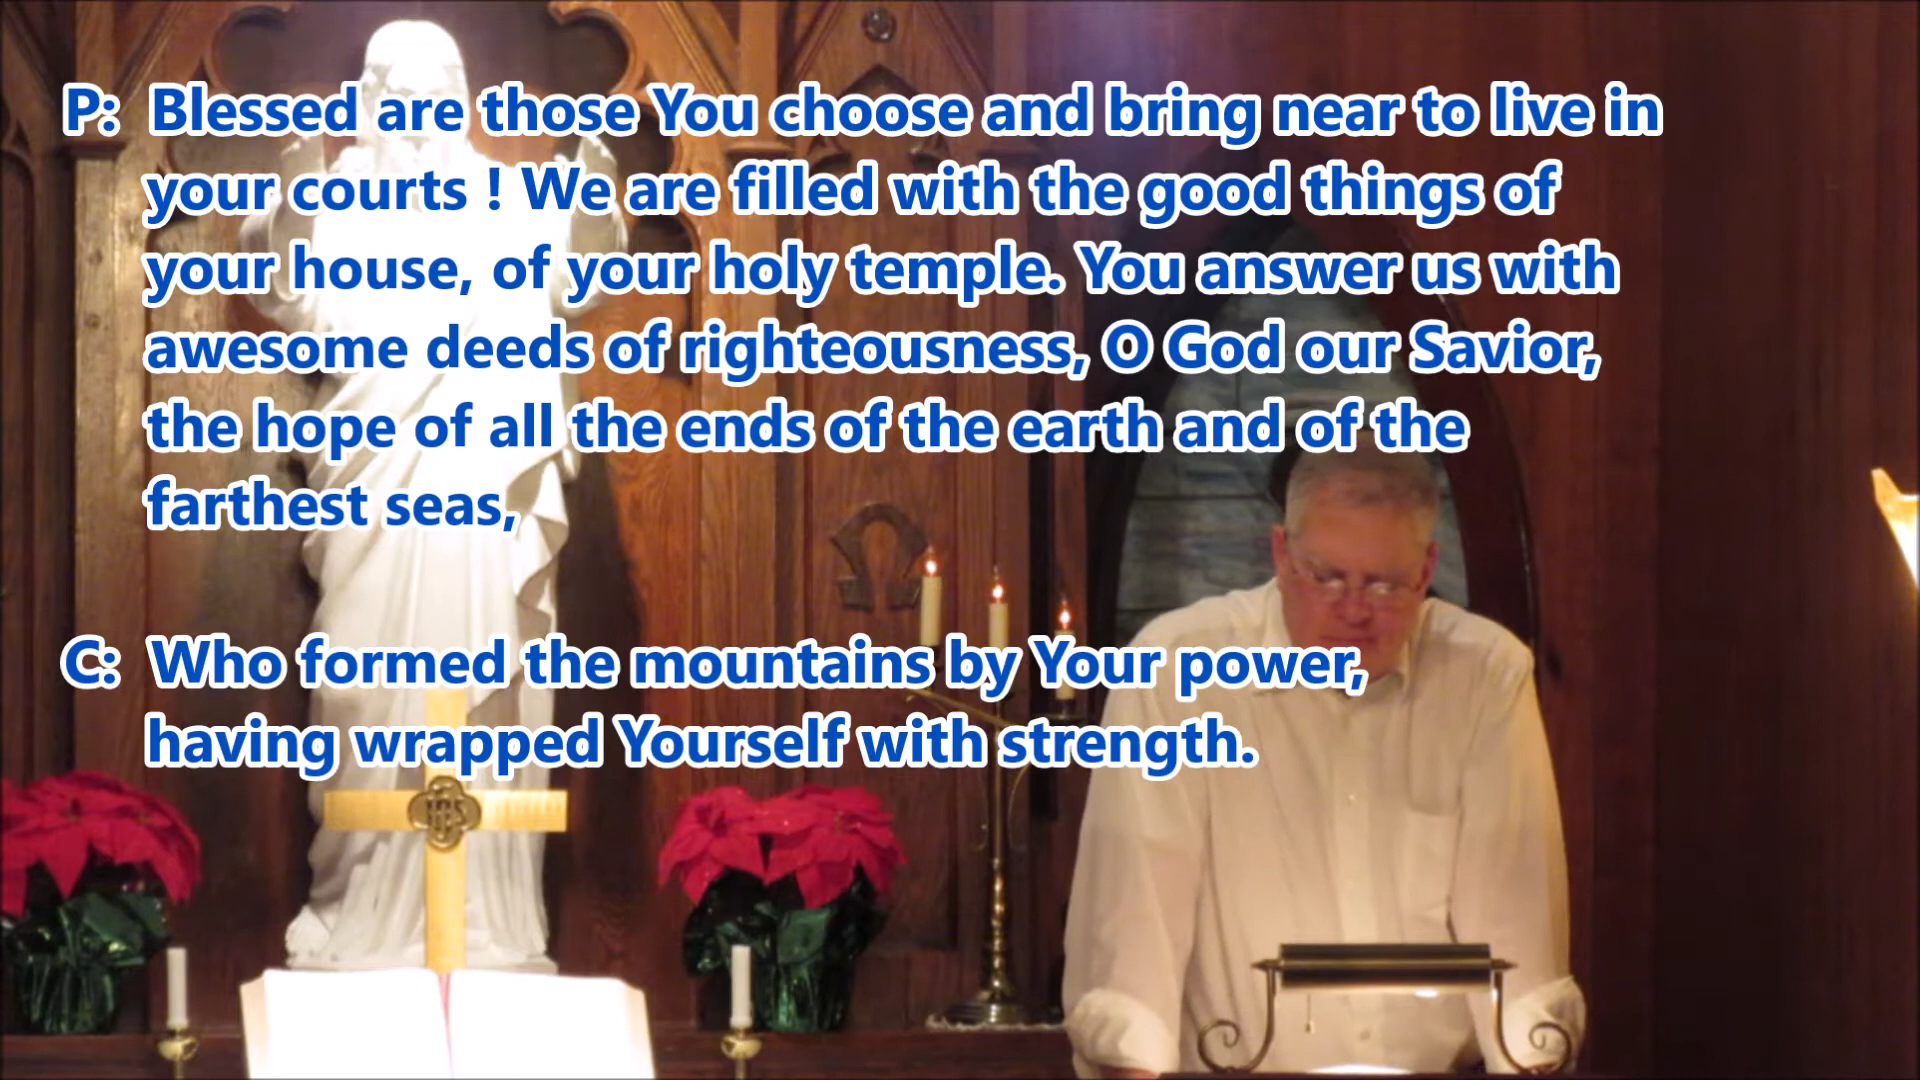 P: Blessed are those You choose and bring near to live in
your courts ! We are filled with the good things of
your house, of your holy temple. You answer us with
awesome deeds of righteousness, O God our Savior,
the hope of all the ends of the earth and of the
farthest seas,
C: Who formed the mountains by Your power,
having wrapped Yourself with strength.
IHS